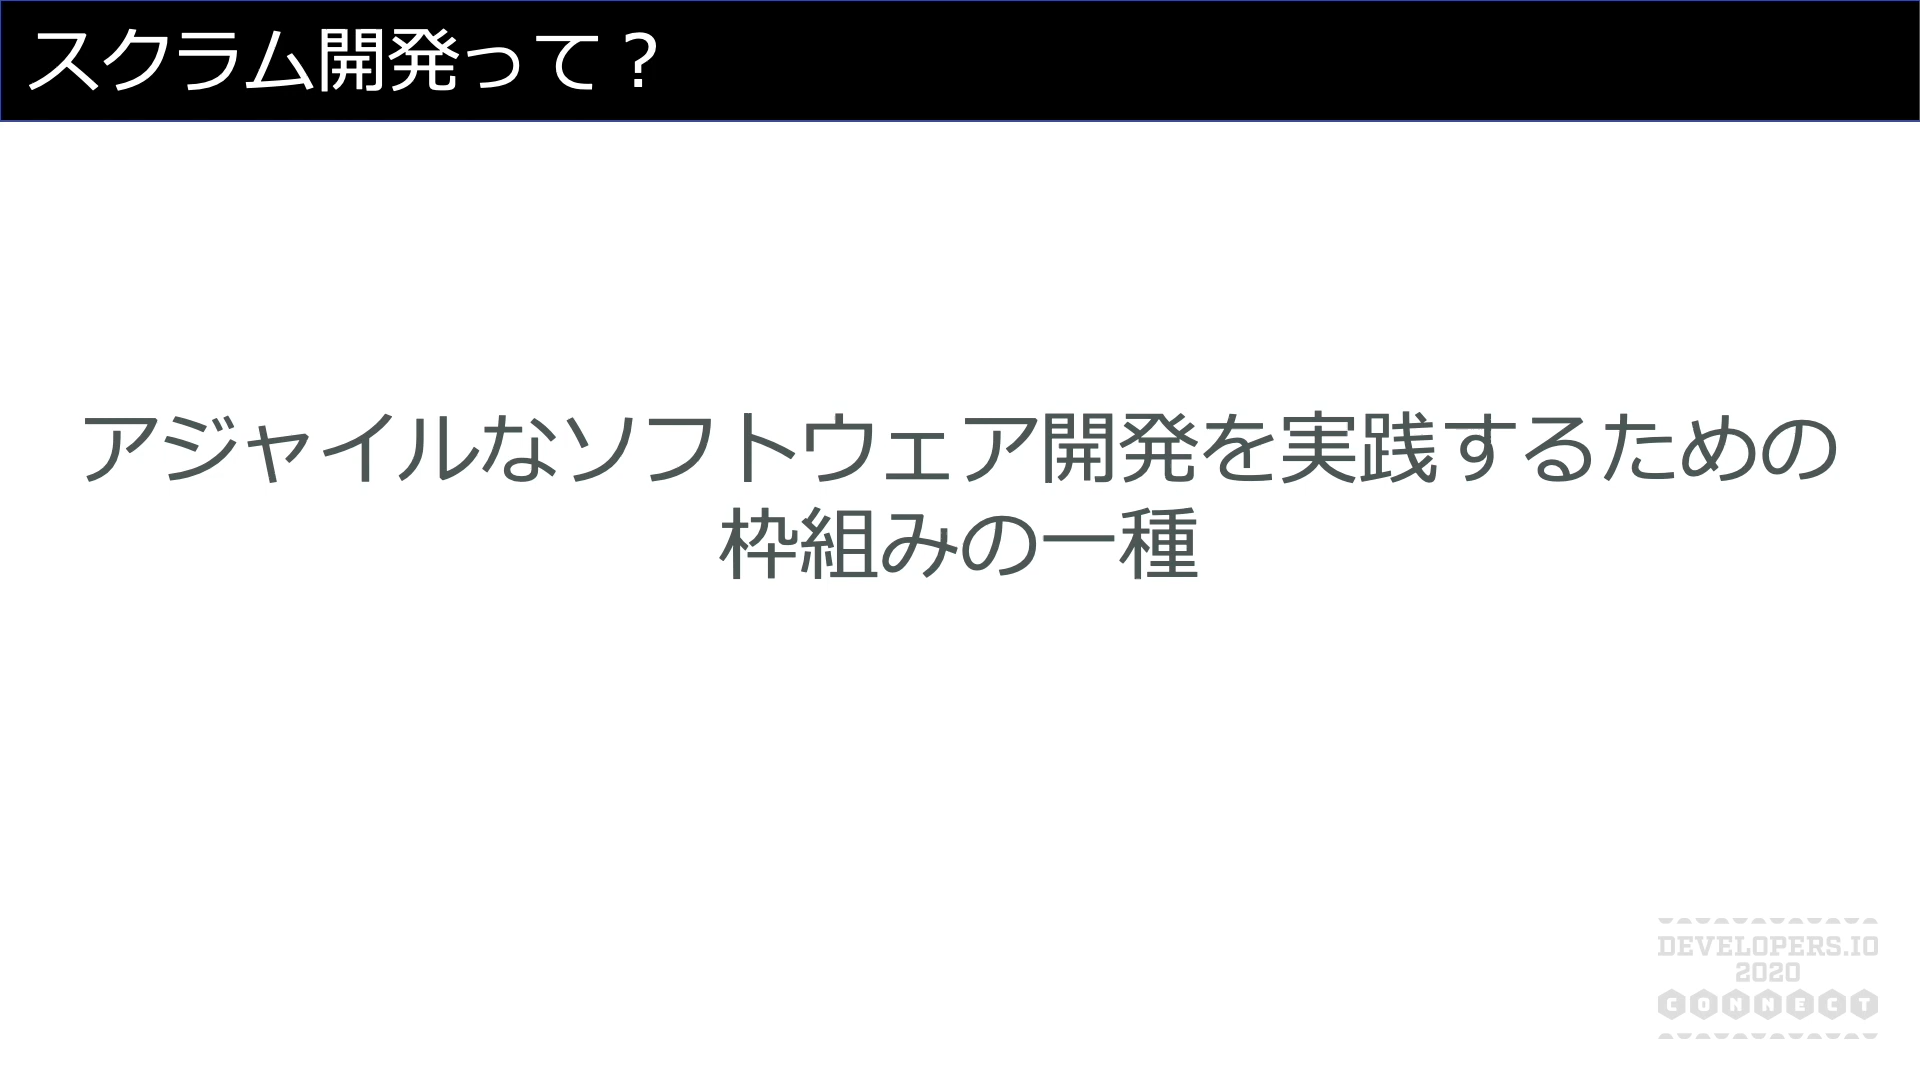 スクラム開発って？
アジャイルなソフトウェア開発を実践するための
枠組みの一種
DEVELOPERS.IO
2020
CONNECT